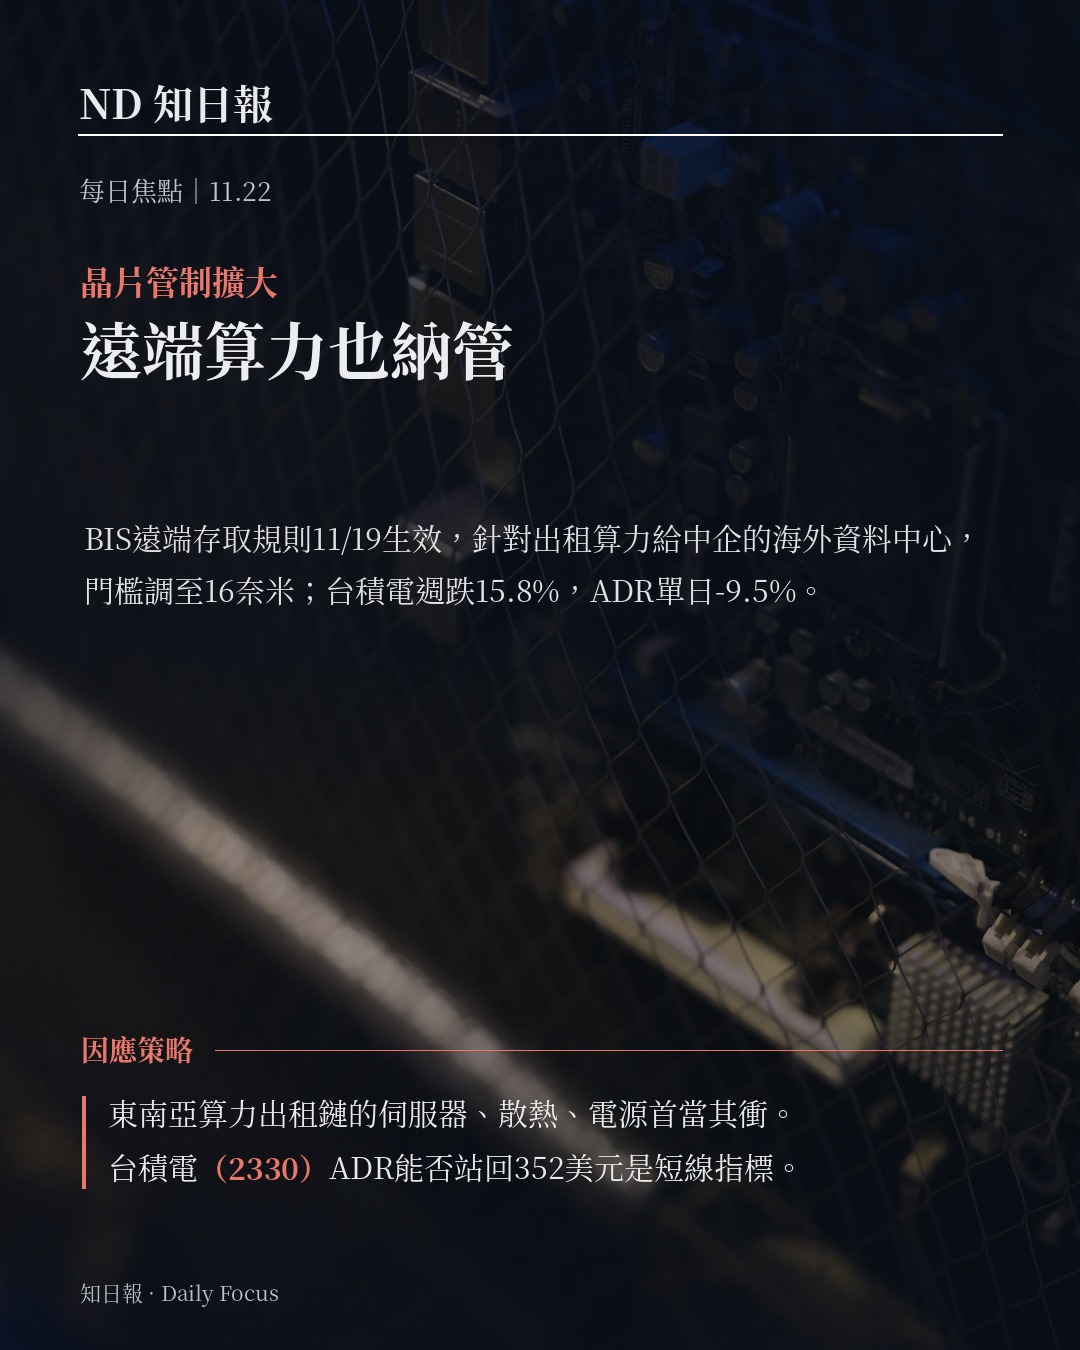 ND 知日報
每日焦點｜11.22
晶片管制擴大
遠端算力也納管
BIS遠端存取規則11/19生效，針對出租算力給中企的海外資料中心，
門檻調至16奈米；台積電週跌15.8%，ADR單日-9.5%。
因應策略
東南亞算力出租鏈的伺服器、散熱、電源首當其衝。
台積電（2330）ADR能否站回352美元是短線指標。
知日報 · Daily Focus